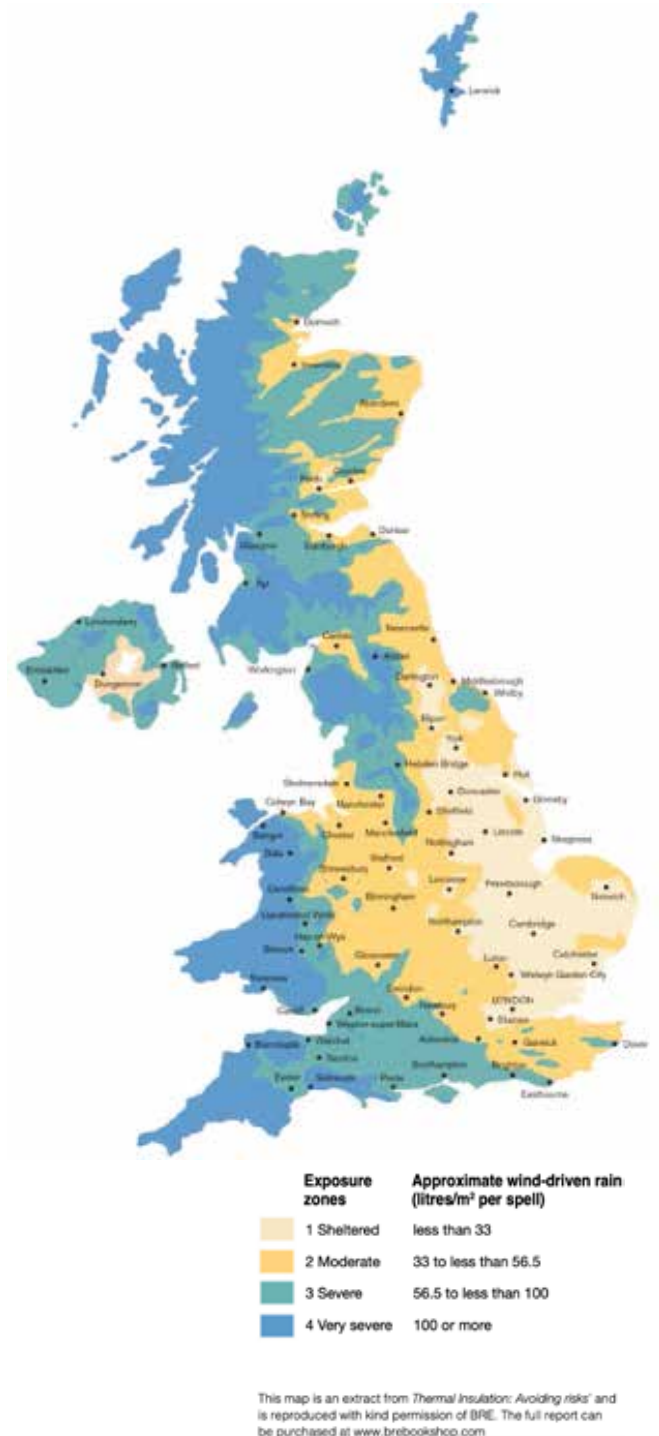 Lerwick
Dornoch
Inverness
Aberdeen
Dundee
Perth
Stirling
Dunbar
Glasgow
Edinburgh
Ayr
Londonderry
Newcastle
Carlisle
Belfast
Workington
Enniskillen
Dungannon
Darlington
Middlesbrough
Whitby
Ripon
York
Hebden Bridge
Hull
Doncaster
Manchester
Colwyn Bay
Sheffield
Chester
Macclesfield
Lincoln
Skegness
Bangor
Nottingham
Bala
Stafford
Shrewsbury
Leicester
Peterborough
Norwich
Birmingham
Llandrindod Wells
Northampton
Cambridge
Hay-on-Wye
Gloucester
Luton
Colchester
Welwyn Garden City
Swansea
Swindon
LONDON
Cardiff
Bristol
Newbury
Weston-super-Mare
Staines
Barnstaple
Taunton
Gatwick
Dover
Southampton
Brighton
Exeter
Sidmouth
Poole
Eastbourne
Exposure Approximate wind-driven rain
zones (litres/m² per spell)
1 Sheltered less than 33
2 Moderate 33 to less than 56.5
3 Severe 56.5 to less than 100
4 Very severe 100 or more
This map is an extract from Thermal Insulation: Avoiding risks' and
is reproduced with kind permission of BRE. The full report can
be purchased at www.brebookshop.com